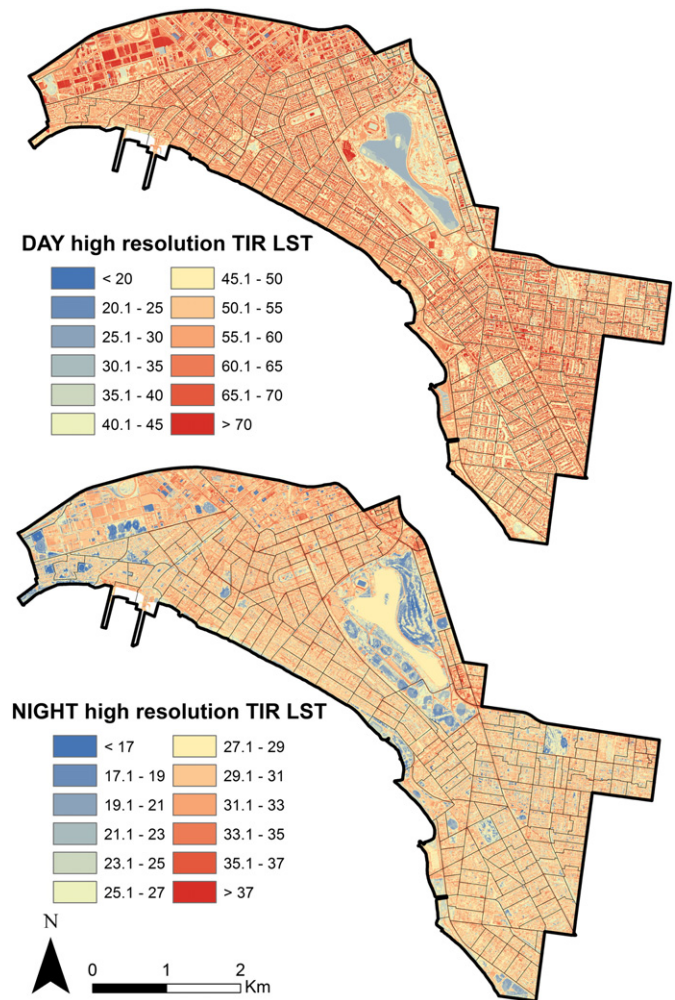 DAY high resolution TIR LST
< 20
20.1 - 25
25.1 - 30
30.1 - 35
35.1 - 40
40.1 - 45
45.1 - 50
50.1 - 55
55.1 - 60
60.1 - 65
65.1 - 70
> 70
NIGHT high resolution TIR LST
< 17
17.1 - 19
19.1 - 21
21.1 - 23
23.1 - 25
25.1 - 27
27.1 - 29
29.1 - 31
31.1 - 33
33.1 - 35
35.1 - 37
> 37
N
0 1 2
Km